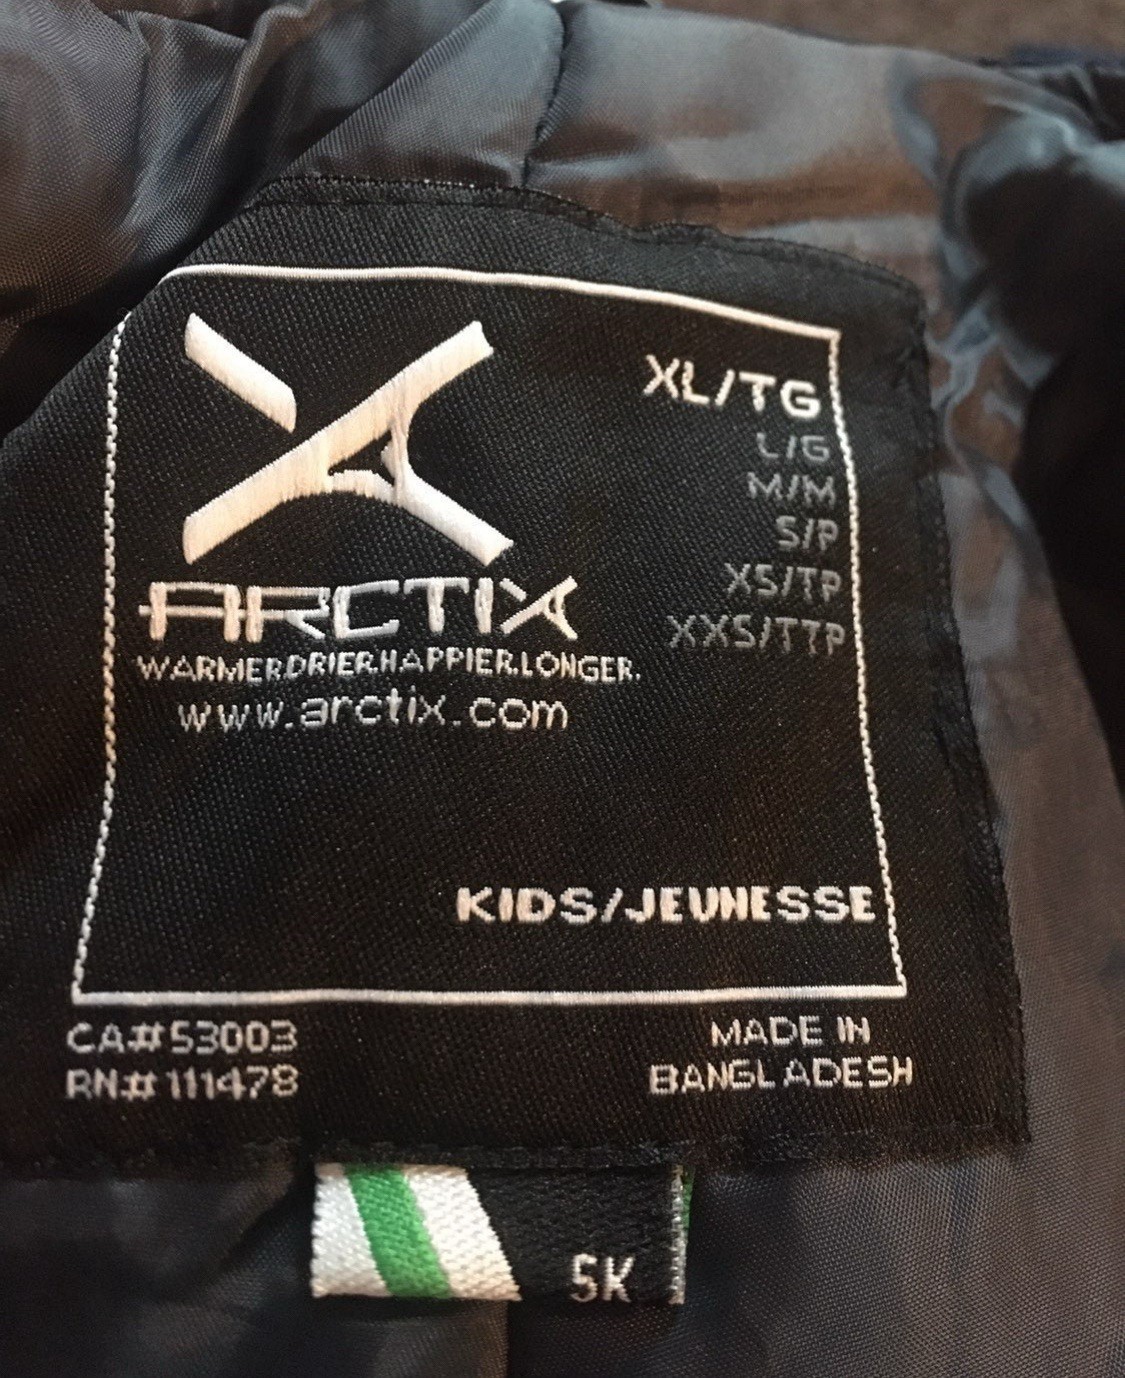 XL/TG
L/G
M/M
S/P
XS/TP
XXS/TTP
ARCTIX
WARMER.DRIER.HAPPIER.LONGER.
www.arctix.com
KIDS/JEUNESSE
CA#53003
RN#111478
MADE IN
BANGLADESH
5K